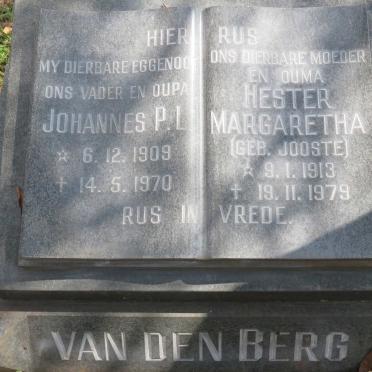 HIER RUS
MY DIERBARE EGGENOOT
ONS VADER EN OUPA
JOHANNES P. L.
☆ 6. 12. 1909
† 14. 5. 1970
ONS DIERBARE MOEDER
EN OUMA
HESTER
MARGARETHA
(GEB. JOOSTE)
☆ 9. 1. 1913
† 19. 11. 1979
RUS IN VREDE.
VAN DEN BERG